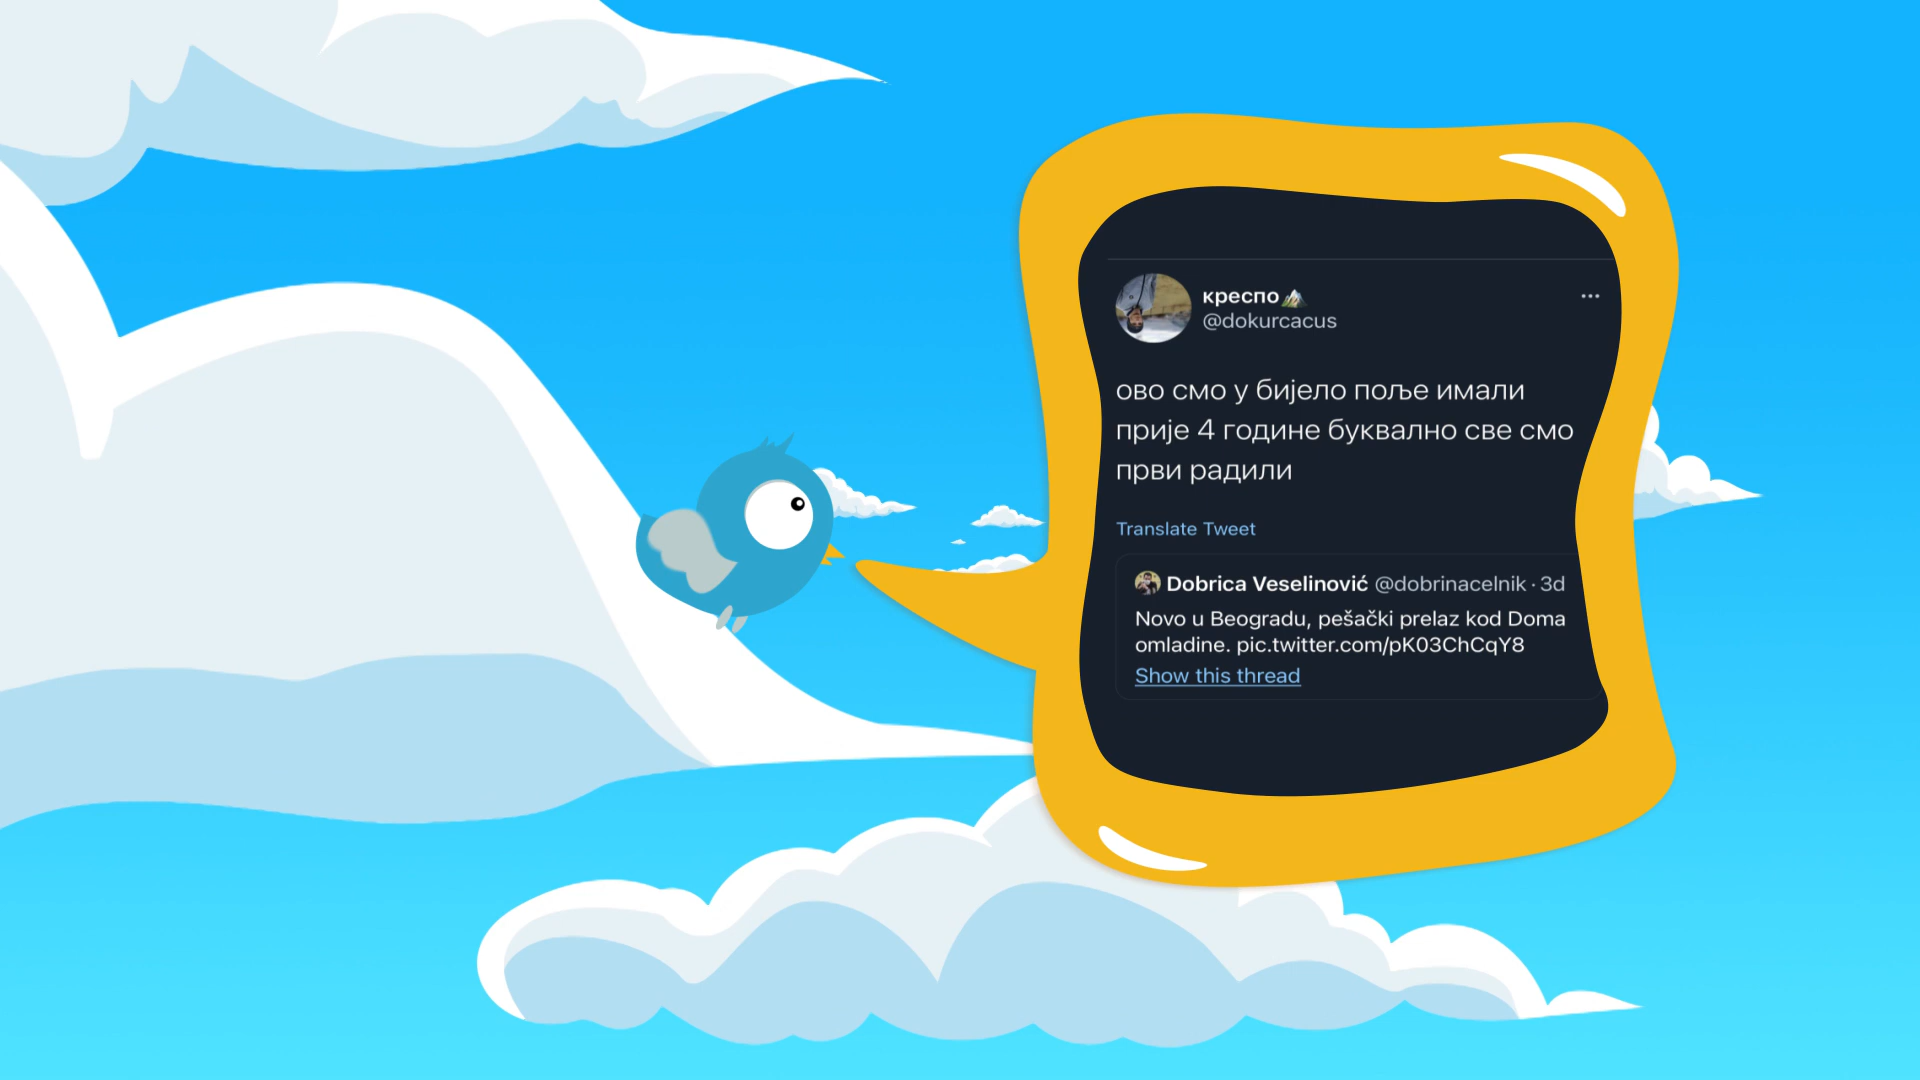 креспо
@dokurcacus
ово смо у бијело поље имали
прије 4 године буквално све смо
први радили
Translate Tweet
Dobrica Veselinović @dobrinacelnik · 3d
Novo u Beogradu, pešački prelaz kod Doma
omladine. pic.twitter.com/pK03ChCqY8
Show this thread